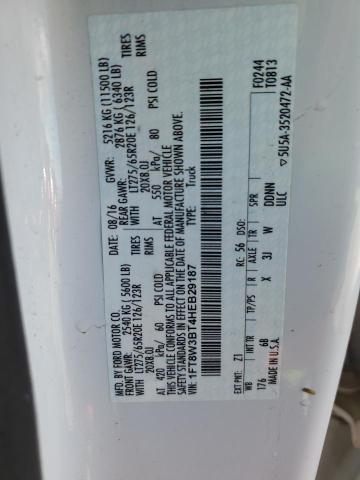 MFD. BY FORD MOTOR CO.
DATE: 08/16 GVWR: 5216 KG (11500 LB)
FRONT GAWR: 2540 KG (5600 LB) REAR GAWR: 2876 KG (6340 LB)
WITH LT275/65R20E 126/123R TIRES WITH LT275/65R20E 126/123R TIRES
20X8.0J RIMS 20X8.0J RIMS
AT 420 kPa/ 60 PSI COLD AT 550 kPa/ 80 PSI COLD
THIS VEHICLE CONFORMS TO ALL APPLICABLE FEDERAL MOTOR VEHICLE
SAFETY STANDARDS IN EFFECT ON THE DATE OF MANUFACTURE SHOWN ABOVE.
VIN: 1FT8W3BT4HEB29187
TYPE: Truck
F0244
T0813
EXT PNT: Z1 RC: 56 DSO:
WB TP/PS R AXLE SPR
176 6B X 3J W DDNN
MADE IN U.S.A. ULC
▽5U5A-3520472-AA